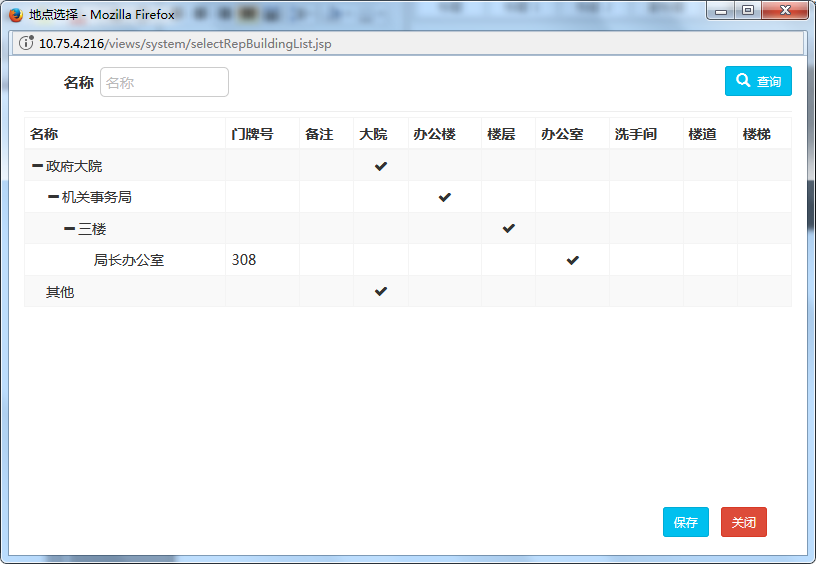 地点选择 - Mozilla Firefox
10.75.4.216/views/system/selectRepBuildingList.jsp
名称 名称 查询
名称 门牌号 备注 大院 办公楼 楼层 办公室 洗手间 楼道 楼梯
政府大院
机关事务局
三楼
局长办公室 308
其他
保存 关闭